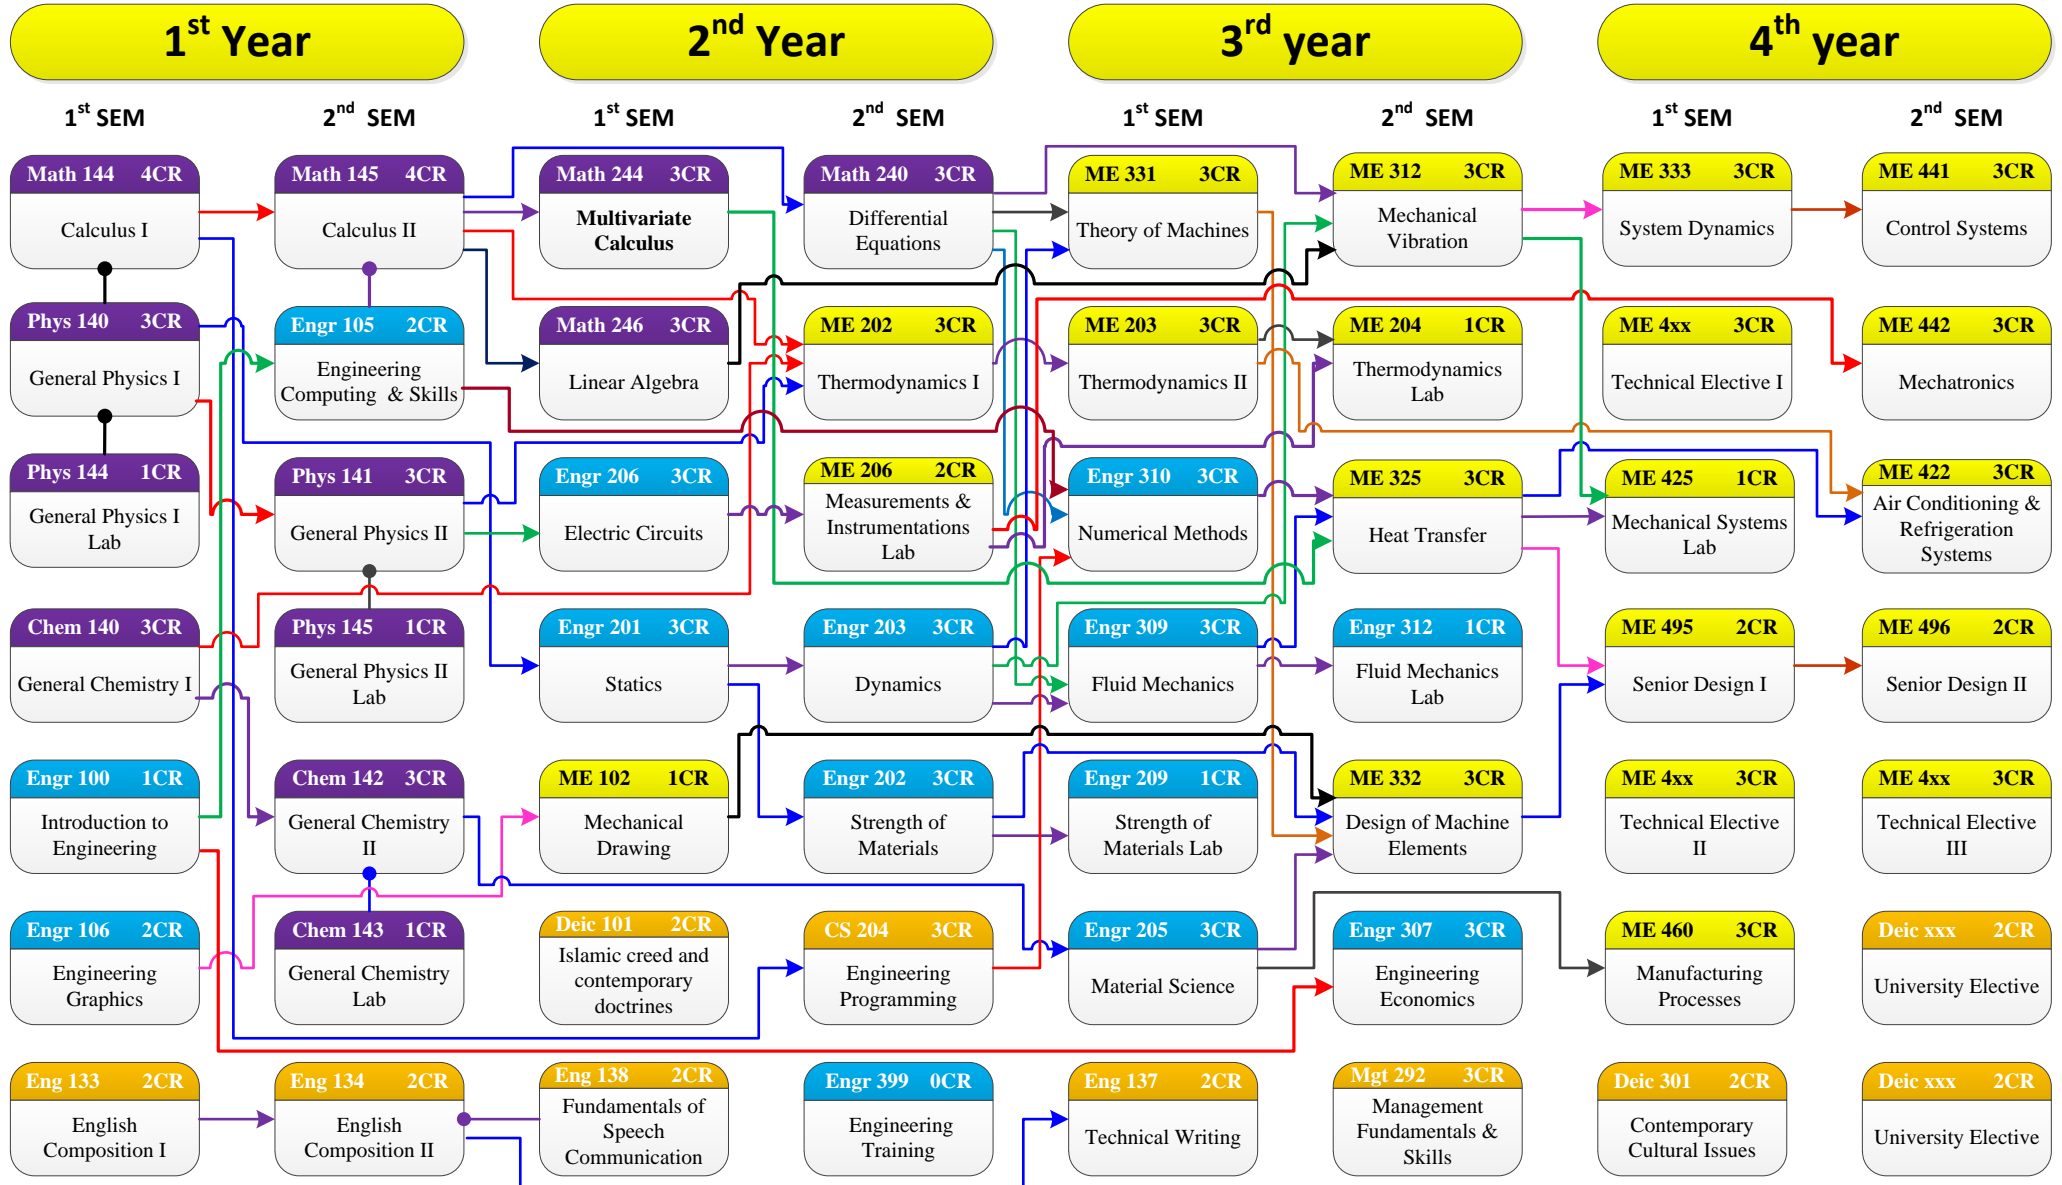 1st Year
2nd Year
3rd year
4th year
1st SEM
2nd SEM
1st SEM
2nd SEM
1st SEM
2nd SEM
1st SEM
2nd SEM
Math 144 4CR
Calculus I
Math 145 4CR
Calculus II
Math 244 3CR
Multivariate
Calculus
Math 240 3CR
Differential
Equations
ME 331 3CR
Theory of Machines
ME 312 3CR
Mechanical
Vibration
ME 333 3CR
System Dynamics
ME 441 3CR
Control Systems
Phys 140 3CR
General Physics I
Engr 105 2CR
Engineering
Computing & Skills
Math 246 3CR
Linear Algebra
ME 202 3CR
Thermodynamics I
ME 203 3CR
Thermodynamics II
ME 204 1CR
Thermodynamics
Lab
ME 4xx 3CR
Technical Elective I
ME 442 3CR
Mechatronics
Phys 144 1CR
General Physics I
Lab
Phys 141 3CR
General Physics II
Engr 206 3CR
Electric Circuits
ME 206 2CR
Measurements &
Instrumentations
Lab
Engr 310 3CR
Numerical Methods
ME 325 3CR
Heat Transfer
ME 425 1CR
Mechanical Systems
Lab
ME 422 3CR
Air Conditioning &
Refrigeration
Systems
Chem 140 3CR
General Chemistry I
Phys 145 1CR
General Physics II
Lab
Engr 201 3CR
Statics
Engr 203 3CR
Dynamics
Engr 309 3CR
Fluid Mechanics
Engr 312 1CR
Fluid Mechanics
Lab
ME 495 2CR
Senior Design I
ME 496 2CR
Senior Design II
Engr 100 1CR
Introduction to
Engineering
Chem 142 3CR
General Chemistry
II
ME 102 1CR
Mechanical
Drawing
Engr 202 3CR
Strength of
Materials
Engr 209 1CR
Strength of
Materials Lab
ME 332 3CR
Design of Machine
Elements
ME 4xx 3CR
Technical Elective
II
ME 4xx 3CR
Technical Elective
III
Engr 106 2CR
Engineering
Graphics
Chem 143 1CR
General Chemistry
Lab
Deic 101 2CR
Islamic creed and
contemporary
doctrines
CS 204 3CR
Engineering
Programming
Engr 205 3CR
Material Science
Engr 307 3CR
Engineering
Economics
ME 460 3CR
Manufacturing
Processes
Deic xxx 2CR
University Elective
Eng 133 2CR
English
Composition I
Eng 134 2CR
English
Composition II
Eng 138 2CR
Fundamentals of
Speech
Communication
Engr 399 0CR
Engineering
Training
Eng 137 2CR
Technical Writing
Mgt 292 3CR
Management
Fundamentals &
Skills
Deic 301 2CR
Contemporary
Cultural Issues
Deic xxx 2CR
University Elective